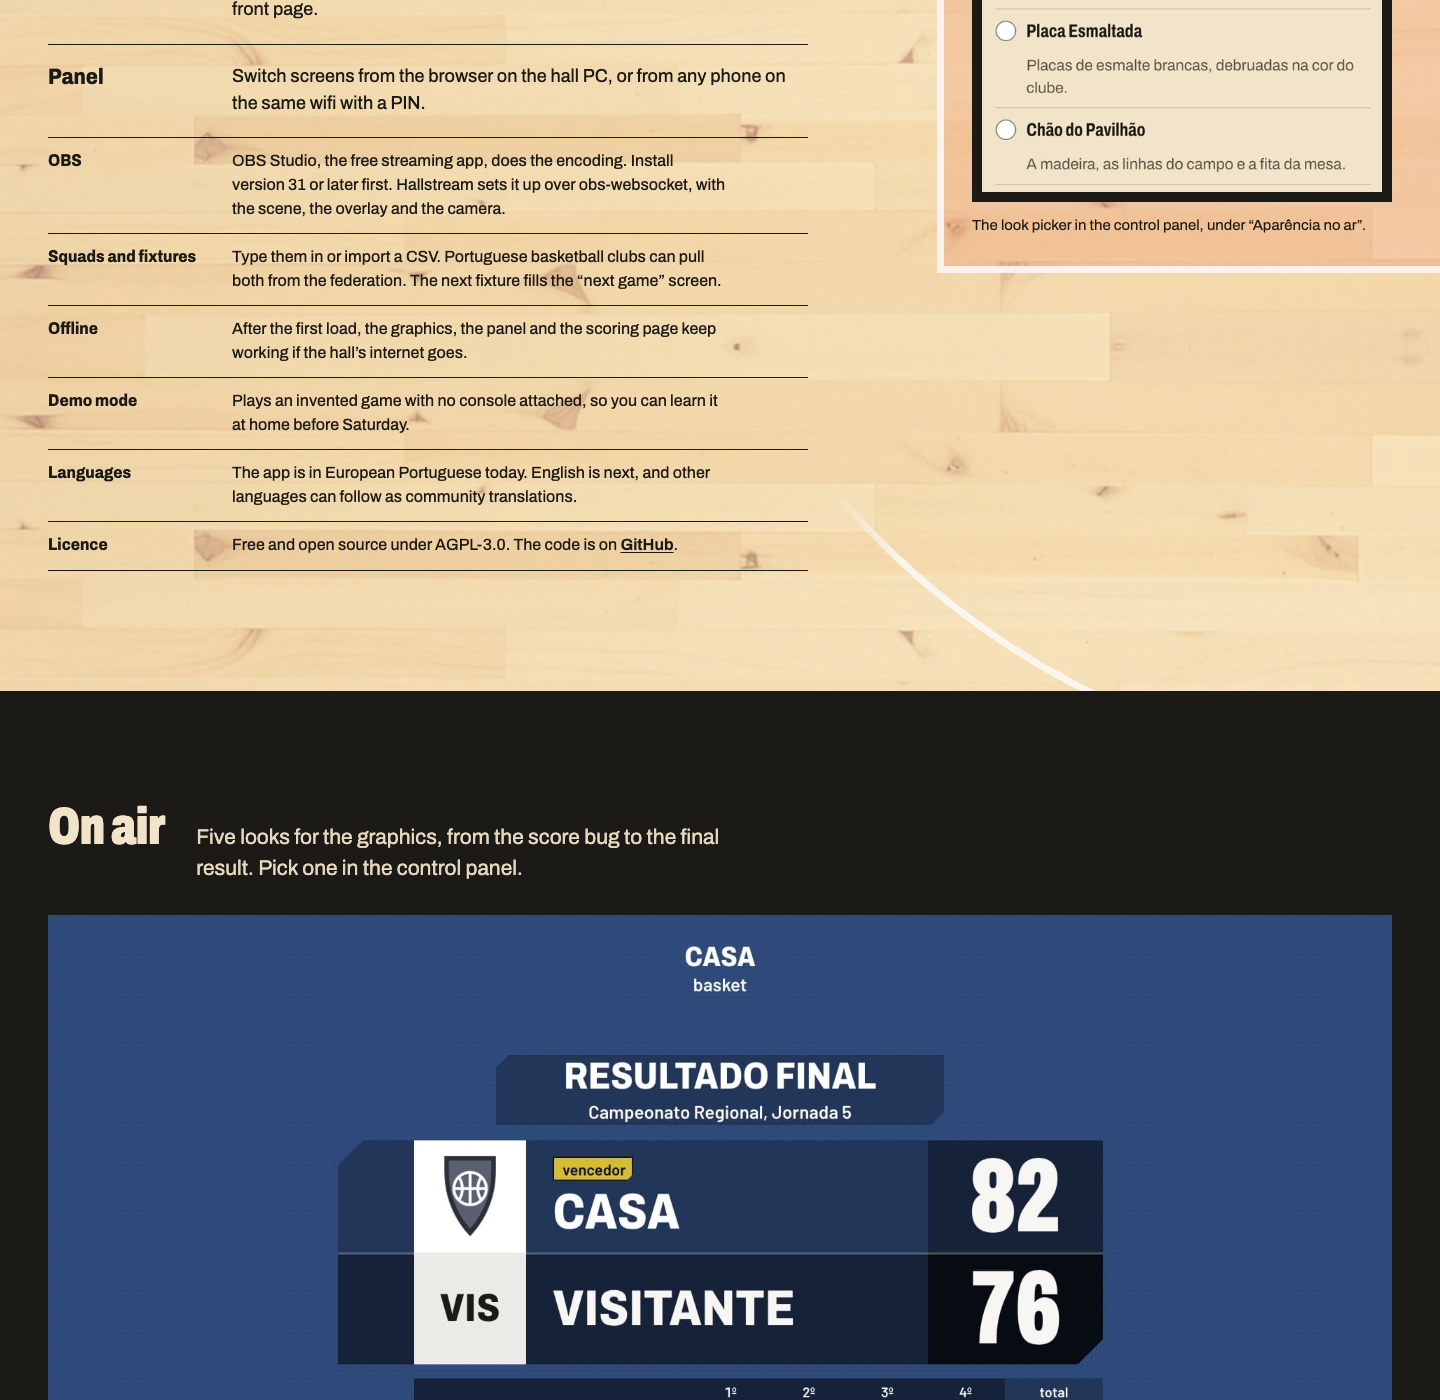 front page.
Panel
Switch screens from the browser on the hall PC, or from any phone on
the same wifi with a PIN.
OBS
OBS Studio, the free streaming app, does the encoding. Install
version 31 or later first. Hallstream sets it up over obs-websocket, with
the scene, the overlay and the camera.
Squads and fixtures
Type them in or import a CSV. Portuguese basketball clubs can pull
both from the federation. The next fixture fills the “next game” screen.
Offline
After the first load, the graphics, the panel and the scoring page keep
working if the hall’s internet goes.
Demo mode
Plays an invented game with no console attached, so you can learn it
at home before Saturday.
Languages
The app is in European Portuguese today. English is next, and other
languages can follow as community translations.
Licence
Free and open source under AGPL-3.0. The code is on GitHub.
Placa Esmaltada
Placas de esmalte brancas, debruadas na cor do
clube.
Chão do Pavilhão
A madeira, as linhas do campo e a fita da mesa.
The look picker in the control panel, under “Aparência no ar”.
On air
Five looks for the graphics, from the score bug to the final
result. Pick one in the control panel.
CASA
basket
RESULTADO FINAL
Campeonato Regional, Jornada 5
vencedor
CASA
82
VIS
VISITANTE
76
1º 2º 3º 4º total